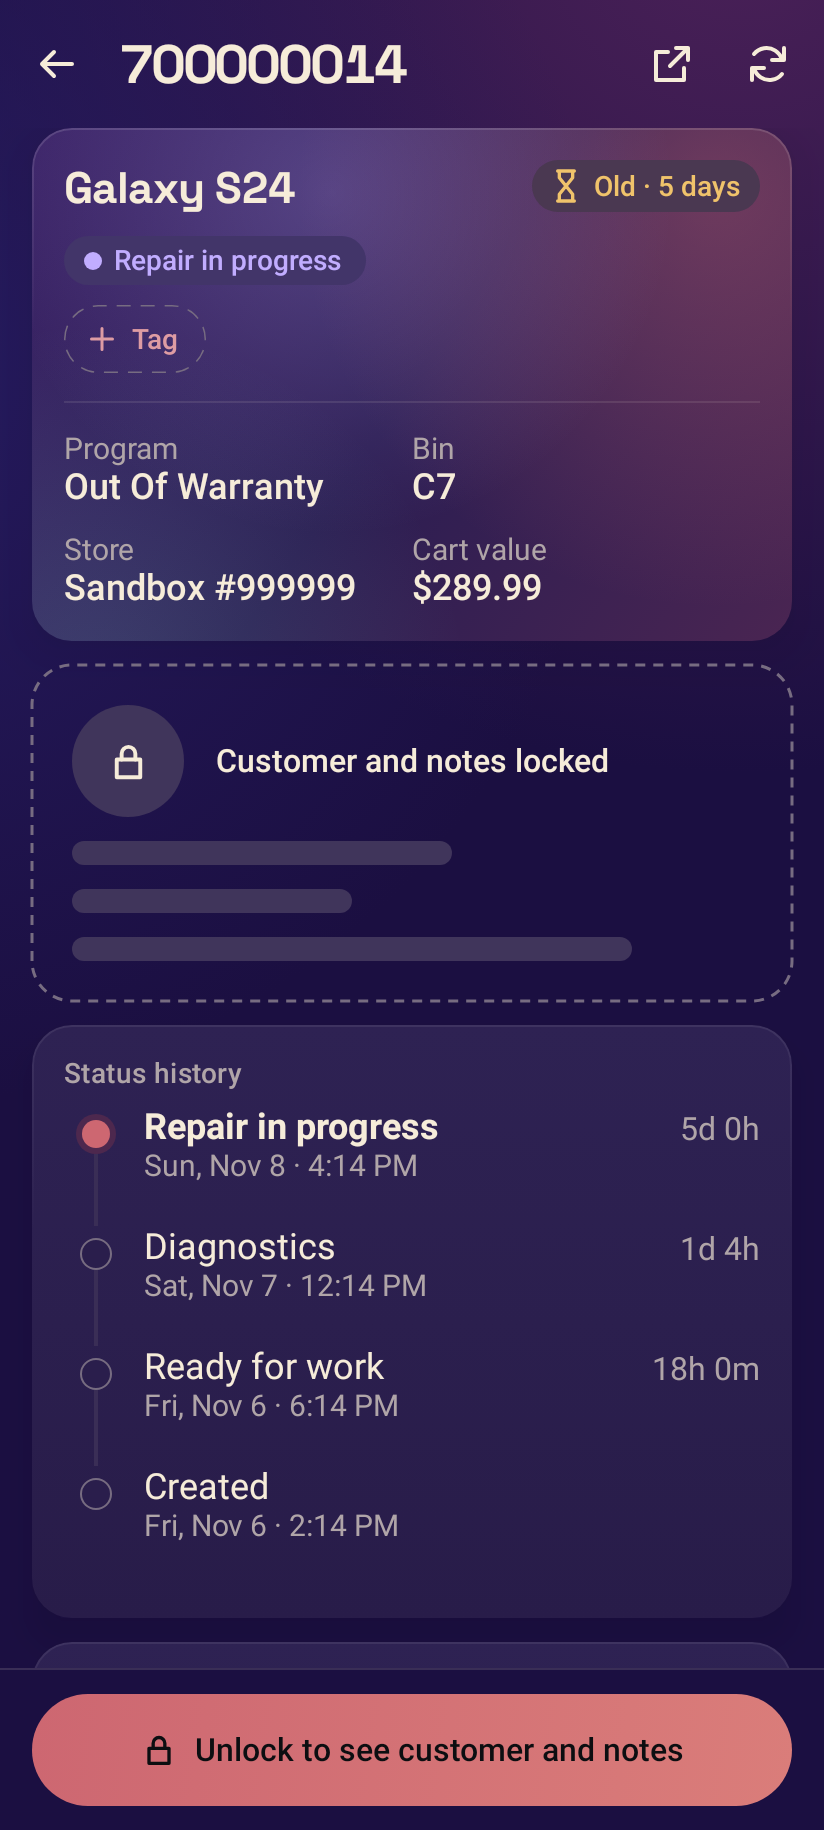 700000014
Galaxy S24
Old · 5 days
Repair in progress
Tag
Program
Bin
Out Of Warranty
C7
Store
Cart value
Sandbox #999999
$289.99
Customer and notes locked
Status history
Repair in progress
5d 0h
Sun, Nov 8 · 4:14 PM
Diagnostics
1d 4h
Sat, Nov 7 · 12:14 PM
Ready for work
18h 0m
Fri, Nov 6 · 6:14 PM
Created
Fri, Nov 6 · 2:14 PM
Unlock to see customer and notes